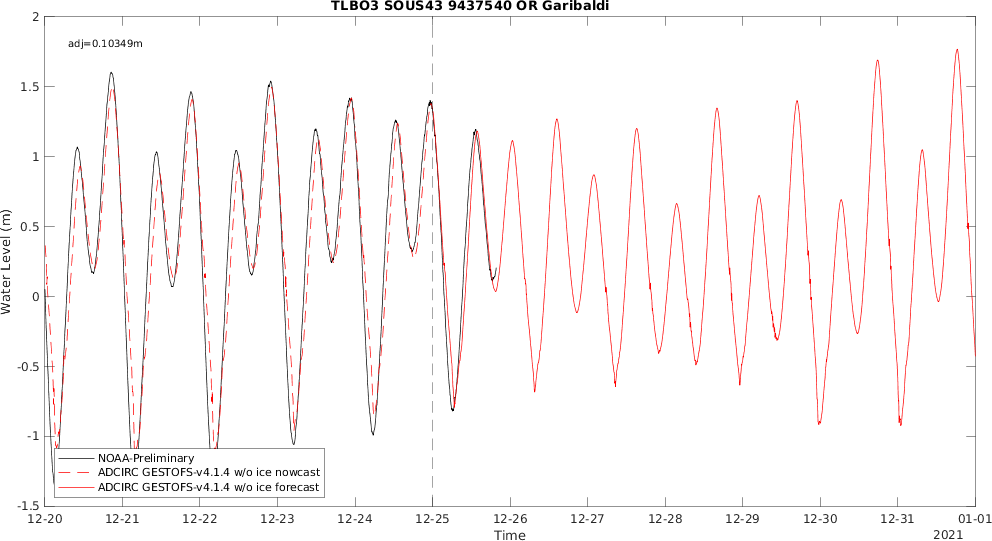 TLBO3 SOUS43 9437540 OR Garibaldi
adj=0.10349m
Water Level (m)
2
1.5
1
0.5
0
-0.5
-1
-1.5
NOAA-Preliminary
ADCIRC GESTOFS-v4.1.4 w/o ice nowcast
ADCIRC GESTOFS-v4.1.4 w/o ice forecast
12-20 12-21 12-22 12-23 12-24 12-25 12-26 12-27 12-28 12-29 12-30 12-31 01-01
Time
2021